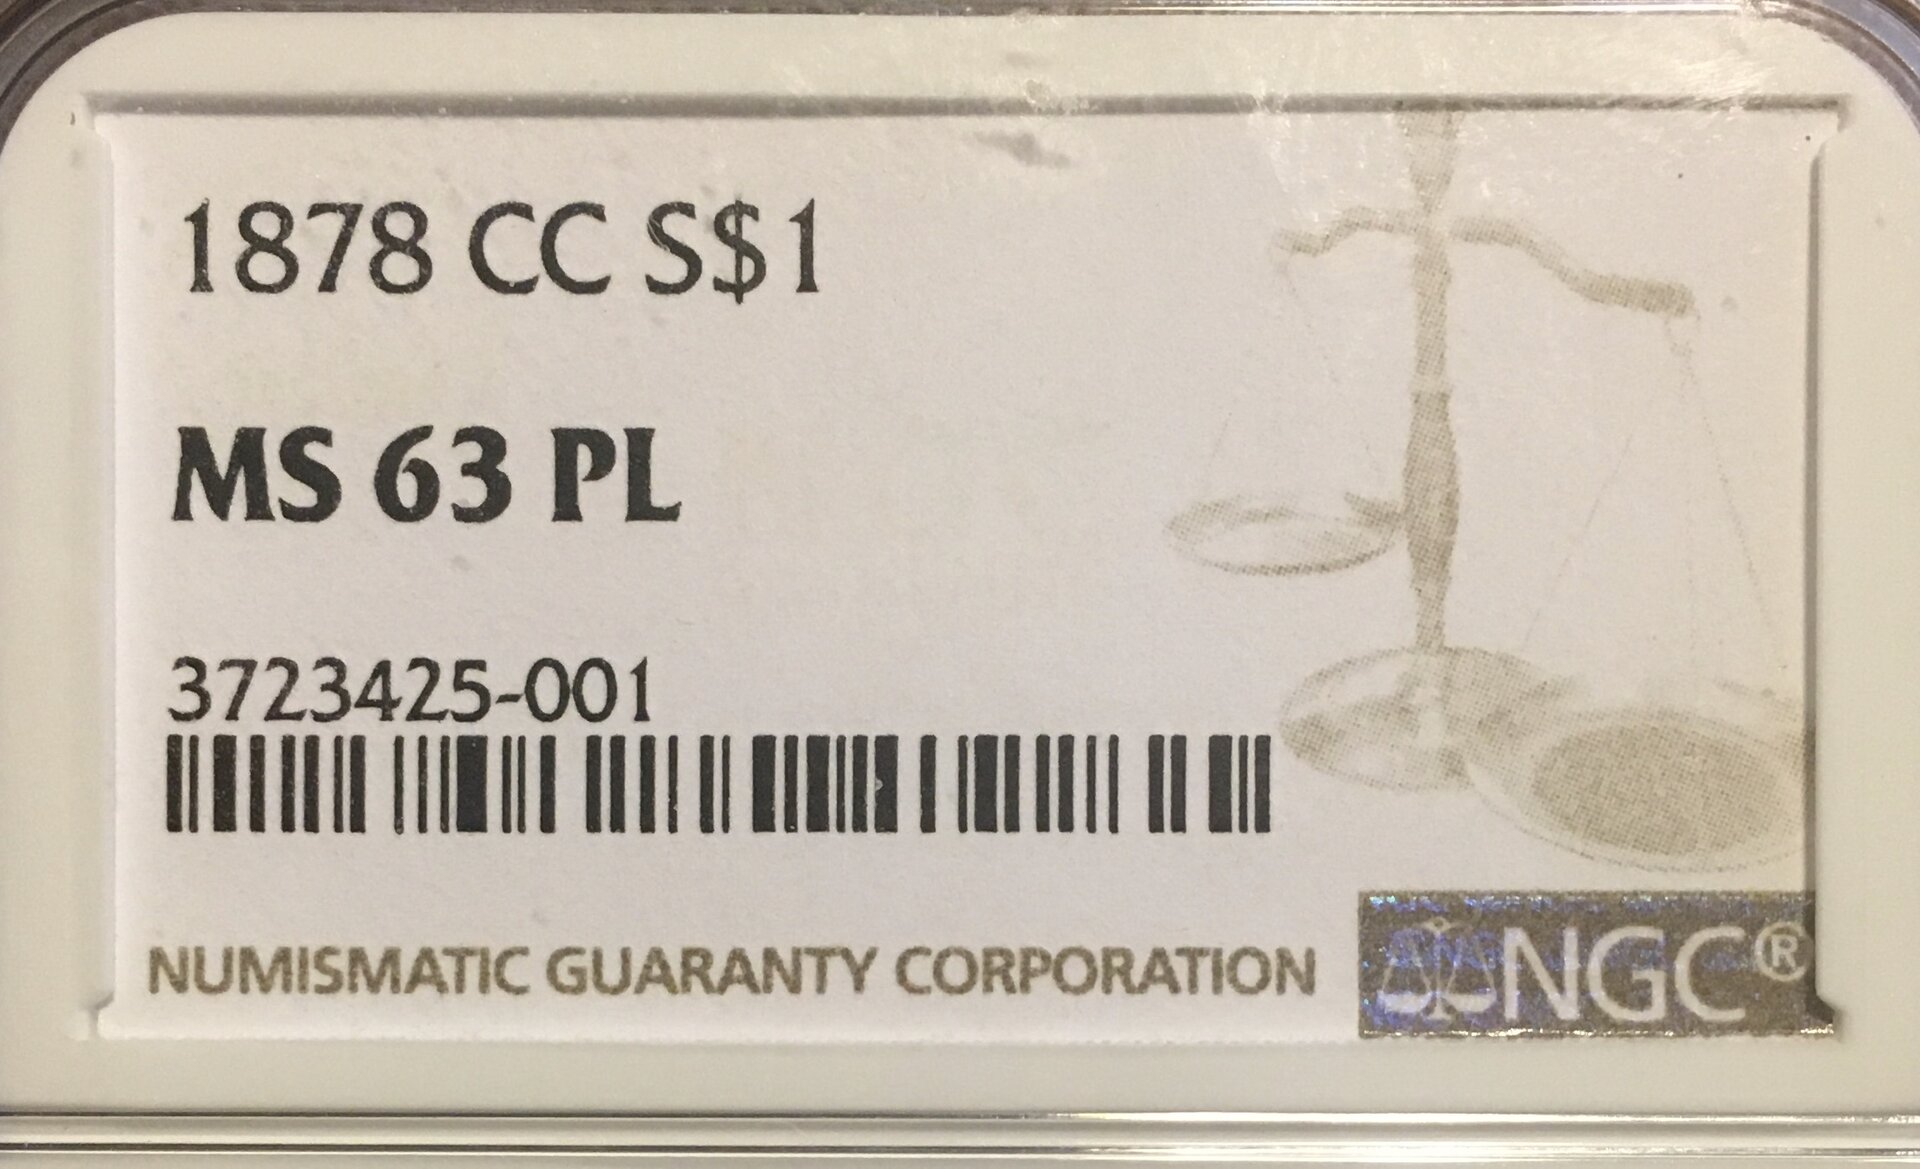 1878 CC S$1
MS 63 PL
3723425-001
NUMISMATIC GUARANTY CORPORATION
NGC®